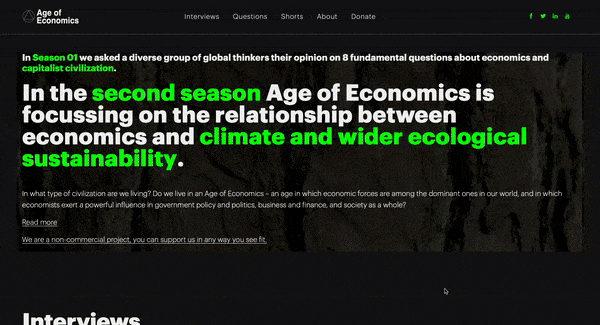 Age of
Economics
Interviews Questions Shorts About Donate
In Season 01 we asked a diverse group of global thinkers their opinion on 8 fundamental questions about economics and
capitalist civilization.
In the second season Age of Economics is
focussing on the relationship between
economics and climate and wider ecological
sustainability.
In what type of civilization are we living? Do we live in an Age of Economics – an age in which economic forces are among the dominant ones in our world, and in which
economists exert a powerful influence in government policy and politics, business and finance, and society as a whole?
Read more
We are a non-commercial project, you can support us in any way you see fit.
Interviews